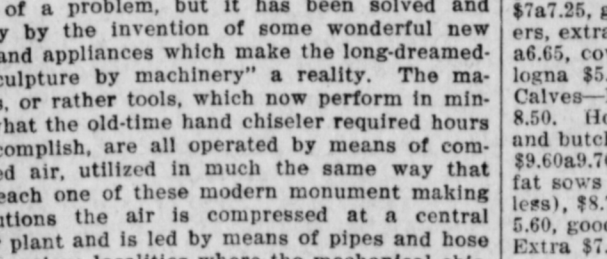 of a problem, but it has been solved and
by the invention of some wonderful new
and appliances which make the long-dreamed-
culpture by machinery" a reality. The ma-
, or rather tools, which now perform in min-
what the old-time hand chiseler required hours
complish, are all operated by means of com-
ed air, utilized in much the same way that
each one of these modern monument making
utions the air is compressed at a central
plant and is led by means of pipes and hose
$7a7.25,
ers, extra
a6.65, co
logna $5
Calves—
8.50. Ho
and butch
$9.60a9.7
fat sows
less), $8.
5.60, good
Extra $7.